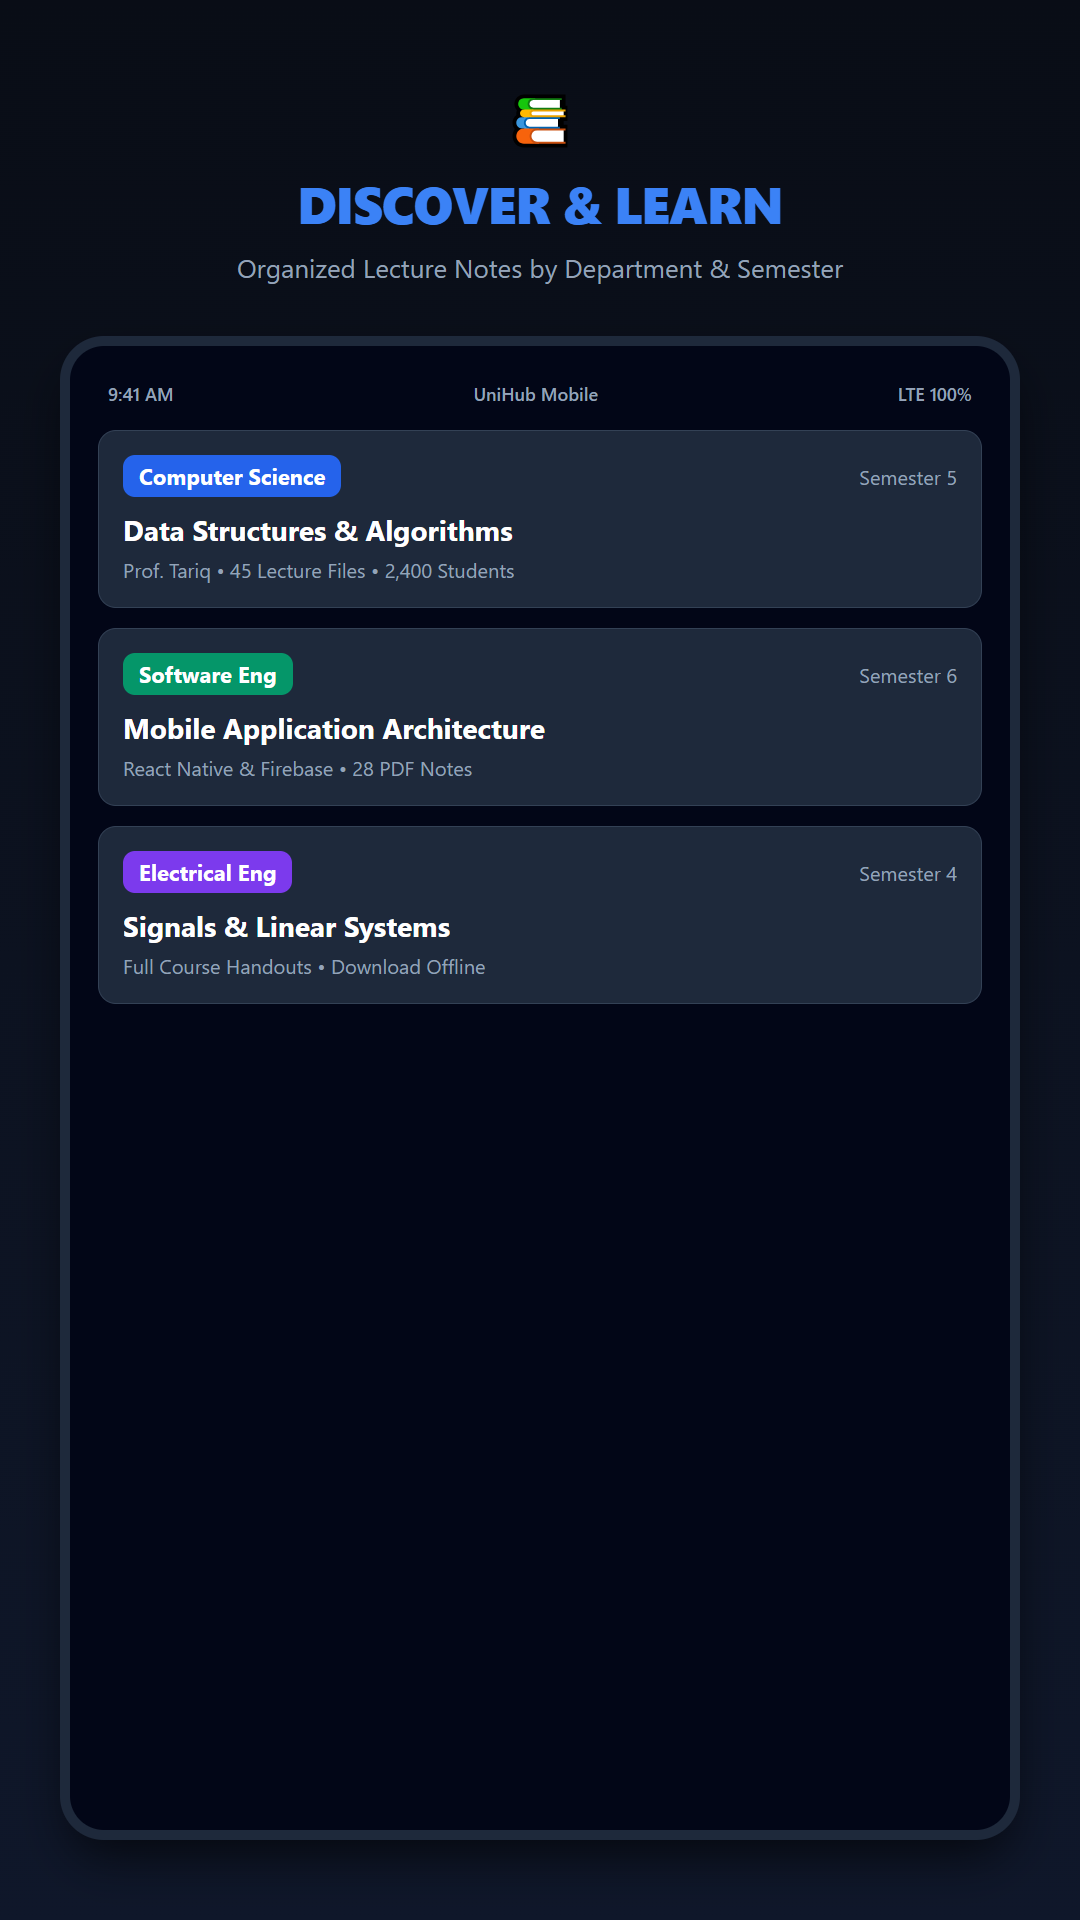 DISCOVER & LEARN
Organized Lecture Notes by Department & Semester
9:41 AM UniHub Mobile LTE 100%
Computer Science Semester 5
Data Structures & Algorithms
Prof. Tariq • 45 Lecture Files • 2,400 Students
Software Eng Semester 6
Mobile Application Architecture
React Native & Firebase • 28 PDF Notes
Electrical Eng Semester 4
Signals & Linear Systems
Full Course Handouts • Download Offline